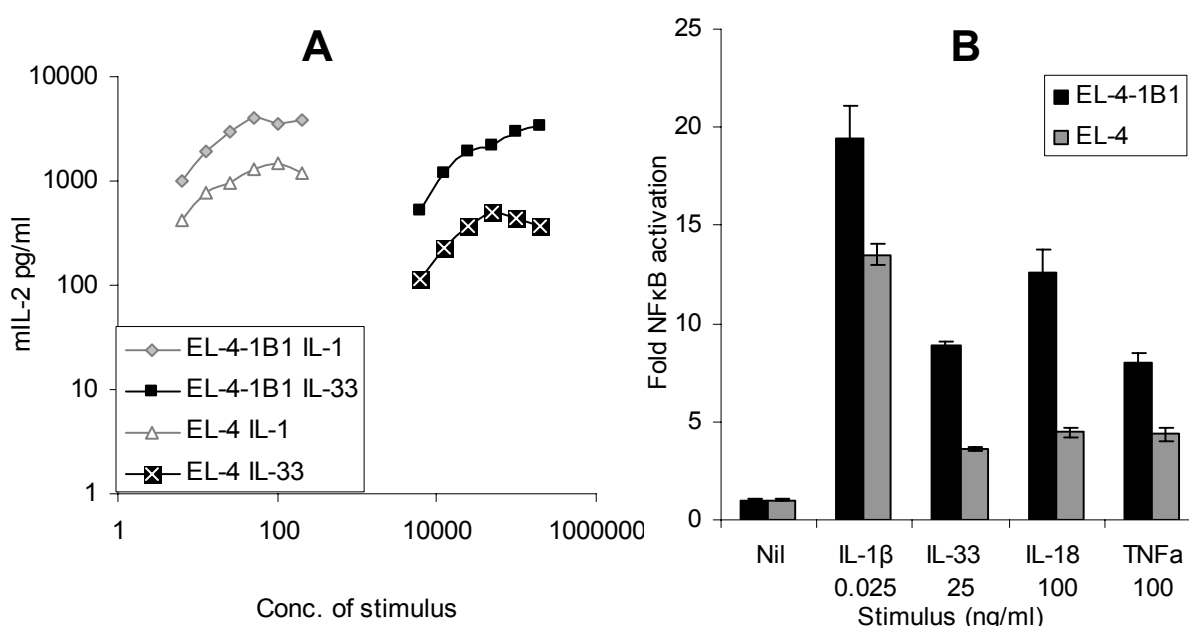 A
10000
1000
100
10
1
mIL-2 pg/ml
EL-4-1B1 IL-1
EL-4-1B1 IL-33
EL-4 IL-1
EL-4 IL-33
1
100
10000
1000000
Conc. of stimulus
B
25
20
15
10
5
0
Fold NFκB activation
EL-4-1B1
EL-4
Nil
IL-1β
IL-33
IL-18
TNFa
0.025
25
100
100
Stimulus (ng/ml)